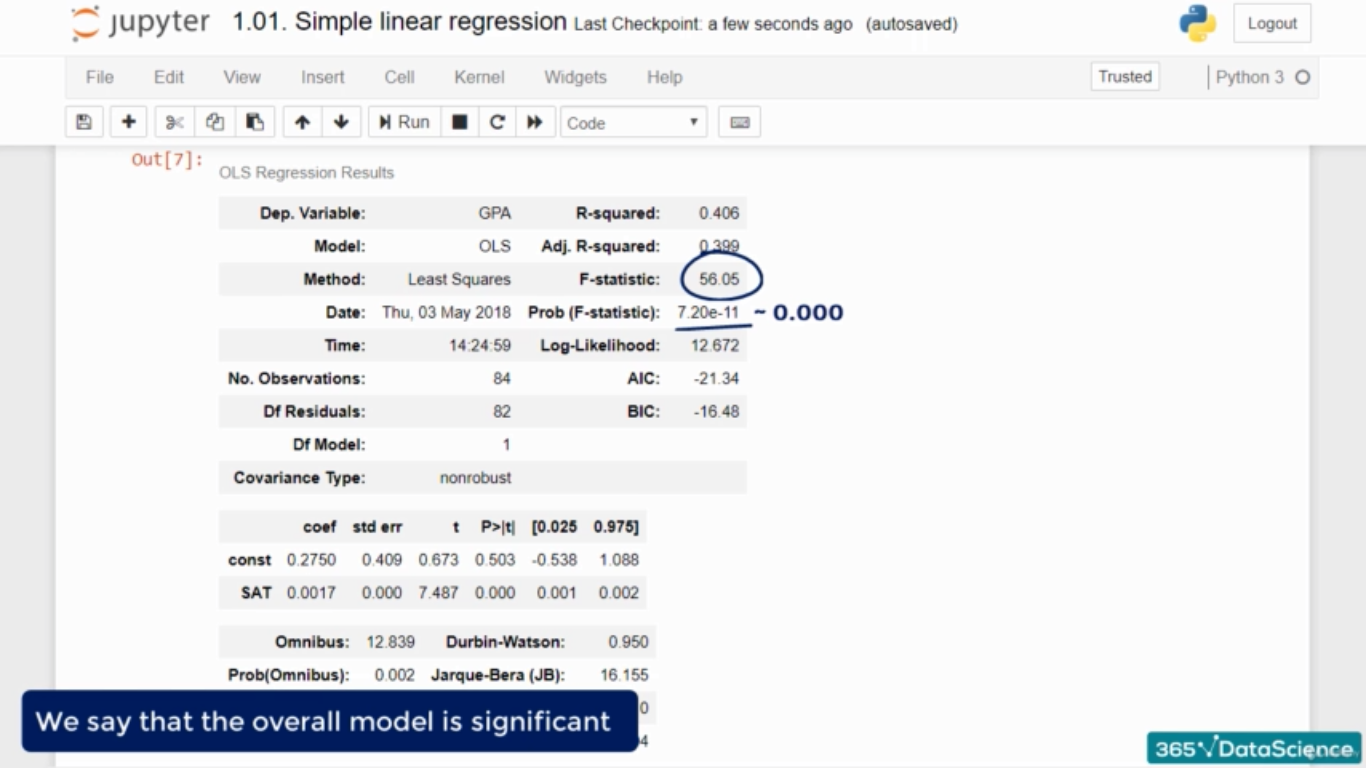 jupyter 1.01. Simple linear regression Last Checkpoint: a few seconds ago (autosaved) Logout
File Edit View Insert Cell Kernel Widgets Help Trusted Python 3
Run Code
Out[7]:
OLS Regression Results
Dep. Variable: GPA R-squared: 0.406
Model: OLS Adj. R-squared: 0.399
Method: Least Squares F-statistic: 56.05
Date: Thu, 03 May 2018 Prob (F-statistic): 7.20e-11 ~ 0.000
Time: 14:24:59 Log-Likelihood: 12.672
No. Observations: 84 AIC: -21.34
Df Residuals: 82 BIC: -16.48
Df Model: 1
Covariance Type: nonrobust
coef std err t P>|t| [0.025 0.975]
const 0.2750 0.409 0.673 0.503 -0.538 1.088
SAT 0.0017 0.000 7.487 0.000 0.001 0.002
Omnibus: 12.839 Durbin-Watson: 0.950
Prob(Omnibus): 0.002 Jarque-Bera (JB): 16.155
We say that the overall model is significant
365 DataScience